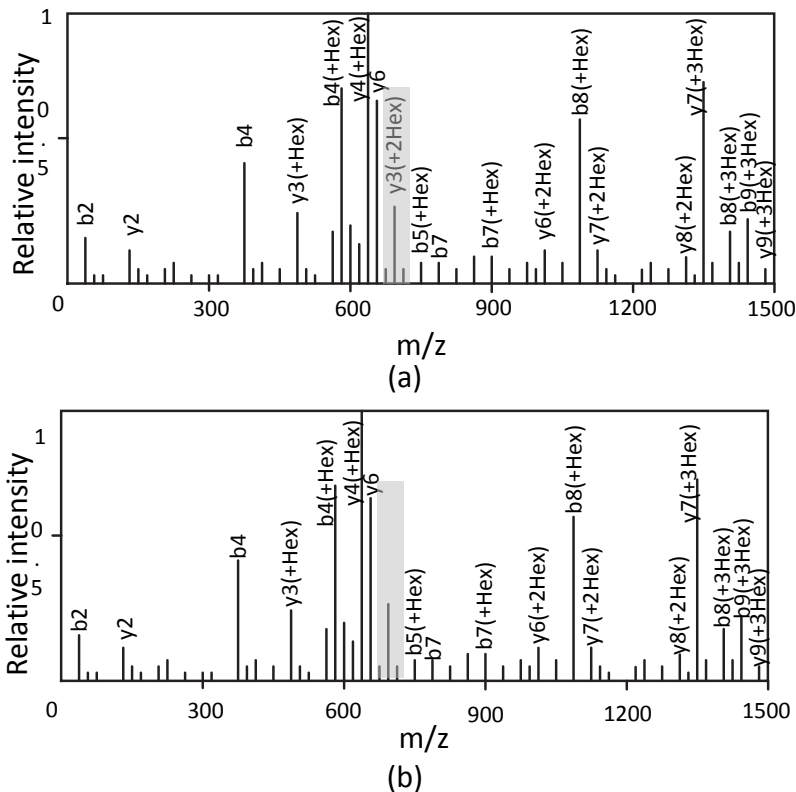 1
0
.
5
Relative intensity
b2
y2
b4
y3(+Hex)
b4(+Hex)
y4(+Hex)
y6
y3(+2Hex)
b5(+Hex)
b7
b7(+Hex)
y6(+2Hex)
b8(+Hex)
y7(+2Hex)
y8(+2Hex)
y7(+3Hex)
b8(+3Hex)
b9(+3Hex)
y9(+3Hex)
0 300 600 900 1200 1500
m/z
(a)
1
0
.
5
Relative intensity
b2
y2
b4
y3(+Hex)
b4(+Hex)
y4(+Hex)
y6
b5(+Hex)
b7
b7(+Hex)
y6(+2Hex)
b8(+Hex)
y7(+2Hex)
y8(+2Hex)
y7(+3Hex)
b8(+3Hex)
b9(+3Hex)
y9(+3Hex)
0 300 600 900 1200 1500
m/z
(b)